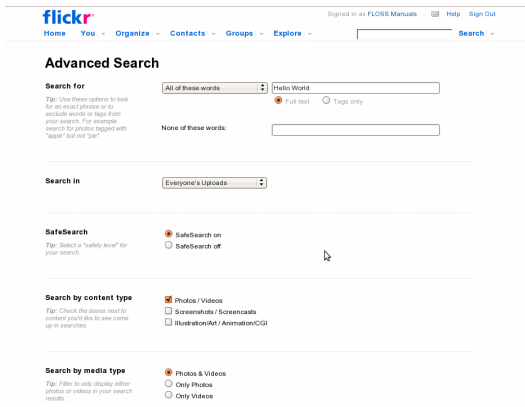 flickr
Signed in as FLOSS Manuals Help Sign Out
Home You Organize Contacts Groups Explore Search
Advanced Search
Search for
All of these words
Hello World
Full text Tags only
Tip: Use these options to look
for an exact phrase or to
exclude words or tags from
your search. For example,
search for photos tagged with
"apple" but not "pie".
None of these words:
Search in
Everyone's Uploads
SafeSearch
Tip: Select a "safety level" for
your search.
SafeSearch on
SafeSearch off
Search by content type
Tip: Check the boxes next to
content you'd like to see come
up in searches.
Photos / Videos
Screenshots / Screencasts
Illustration/Art / Animation/CGI
Search by media type
Tip: Filter to only display either
photos or videos in your search
results.
Photos & Videos
Only Photos
Only Videos